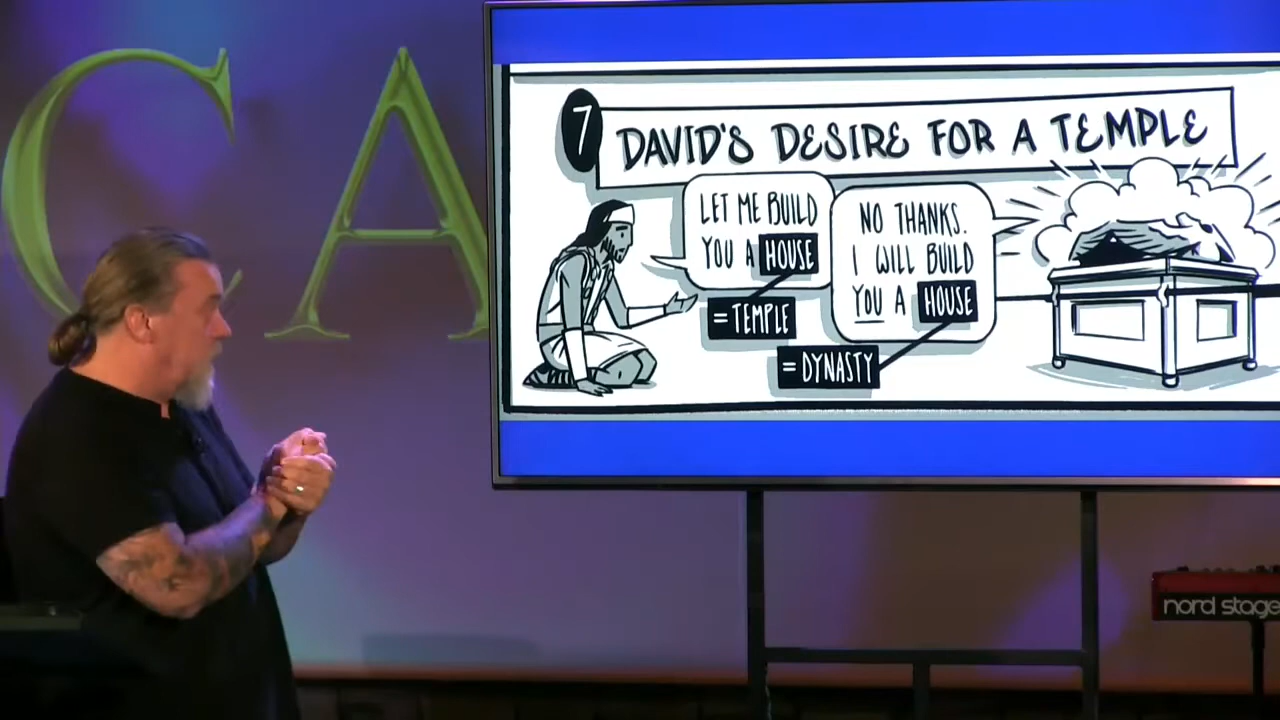 CA
7
DAVID'S DESIRE FOR A TEMPLE
LET ME BUILD
YOU A HOUSE
= TEMPLE
NO THANKS.
I WILL BUILD
YOU A HOUSE
= DYNASTY
nord stage